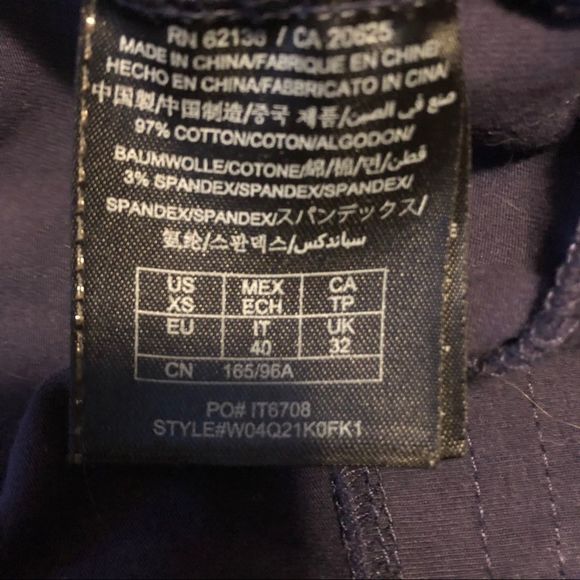 RN 62136 / CA 20625
MADE IN CHINA/FABRIQUE EN CHINE/
HECHO EN CHINA/FABBRICATO IN CINA/
中国製/中国制造/중국 제품/صنع في الصين/
97% COTTON/COTON/ALGODON/
BAUMWOLLE/COTONE/綿/棉/면/قطن/
3% SPANDEX/SPANDEX/SPANDEX/
SPANDEX/SPANDEX/スパンデックス/
氨纶/스판덱스/سباندكس/
US MEX CA
XS ECH TP
EU IT UK
40 32
CN 165/96A
PO# IT6708
STYLE#W04Q21K0FK1